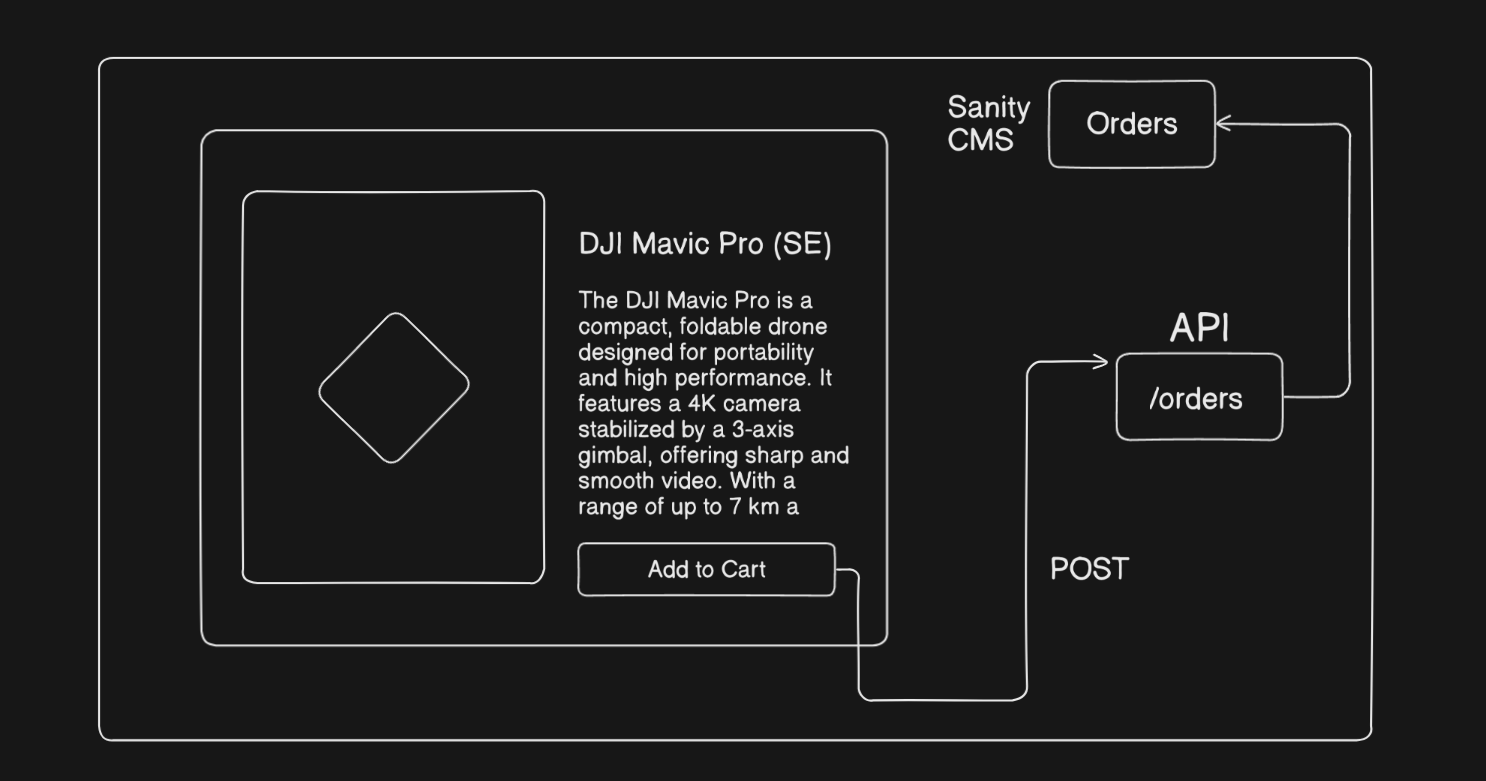 Sanity
CMS
Orders
DJI Mavic Pro (SE)
The DJI Mavic Pro is a
compact, foldable drone
designed for portability
and high performance. It
features a 4K camera
stabilized by a 3-axis
gimbal, offering sharp and
smooth video. With a
range of up to 7 km a
Add to Cart
API
/orders
POST